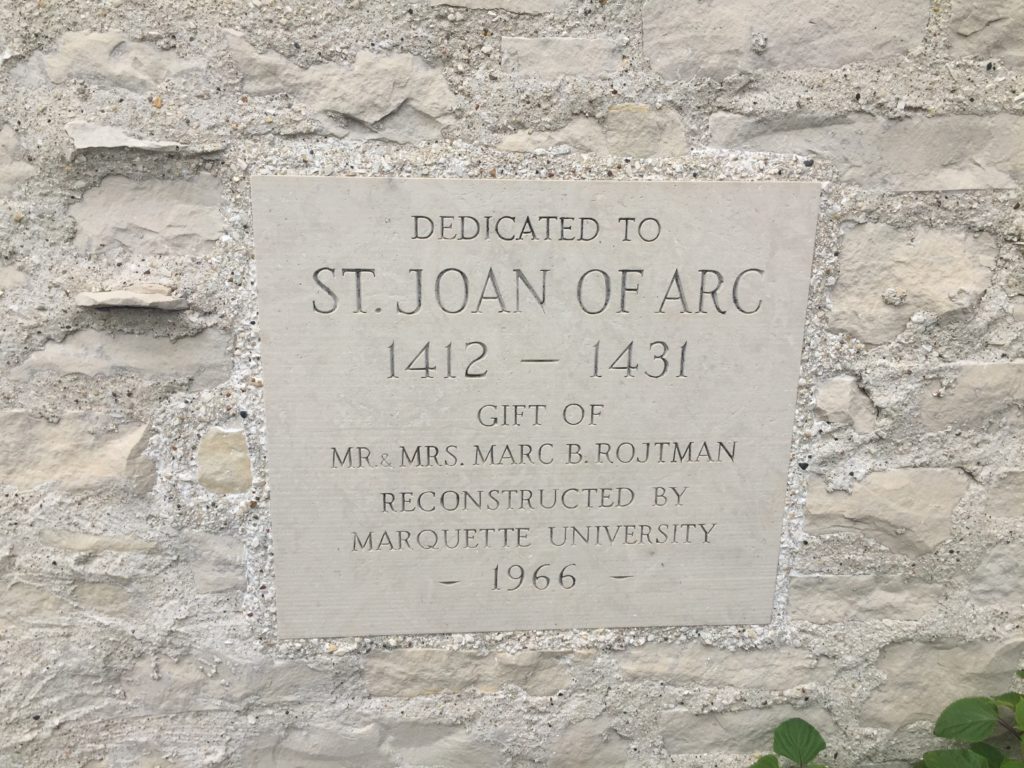 DEDICATED TO
ST. JOAN OF ARC
1412 — 1431
GIFT OF
MR. & MRS. MARC B. ROJTMAN
RECONSTRUCTED BY
MARQUETTE UNIVERSITY
– 1966 –